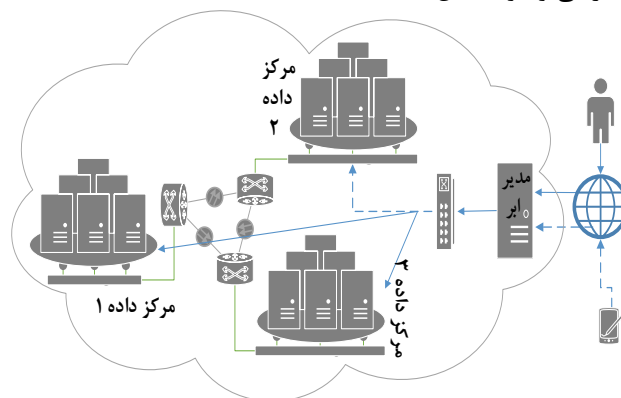 مرکز
داده
۲
مدیر
ابر
مرکز داده ۳
مرکز داده ۱